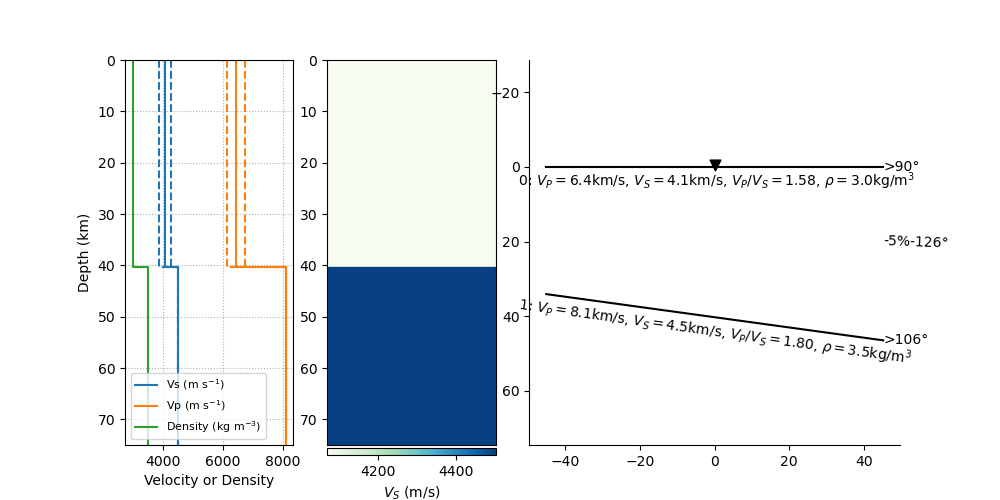 0
10
20
30
40
50
60
70
Depth (km)
4000 6000 8000
Velocity or Density
Vs (m s⁻¹)
Vp (m s⁻¹)
Density (kg m⁻³)
0
10
20
30
40
50
60
70
4200 4400
V_S (m/s)
−20
0
20
40
60
−40 −20 0 20 40
>90°
0: V_P = 6.4km/s, V_S = 4.1km/s, V_P/V_S = 1.58, ρ = 3.0kg/m³
-5%-126°
>106°
1: V_P = 8.1km/s, V_S = 4.5km/s, V_P/V_S = 1.80, ρ = 3.5kg/m³